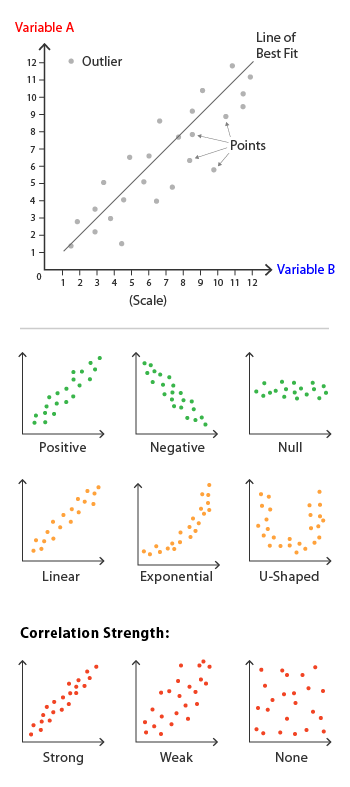 Variable A
Line of
Best Fit
Outlier
12
11
10
9
8
7
6
5
4
3
2
1
0
Points
1 2 3 4 5 6 7 8 9 10 11 12
Variable B
(Scale)
Positive
Negative
Null
Linear
Exponential
U-Shaped
Correlation Strength:
Strong
Weak
None